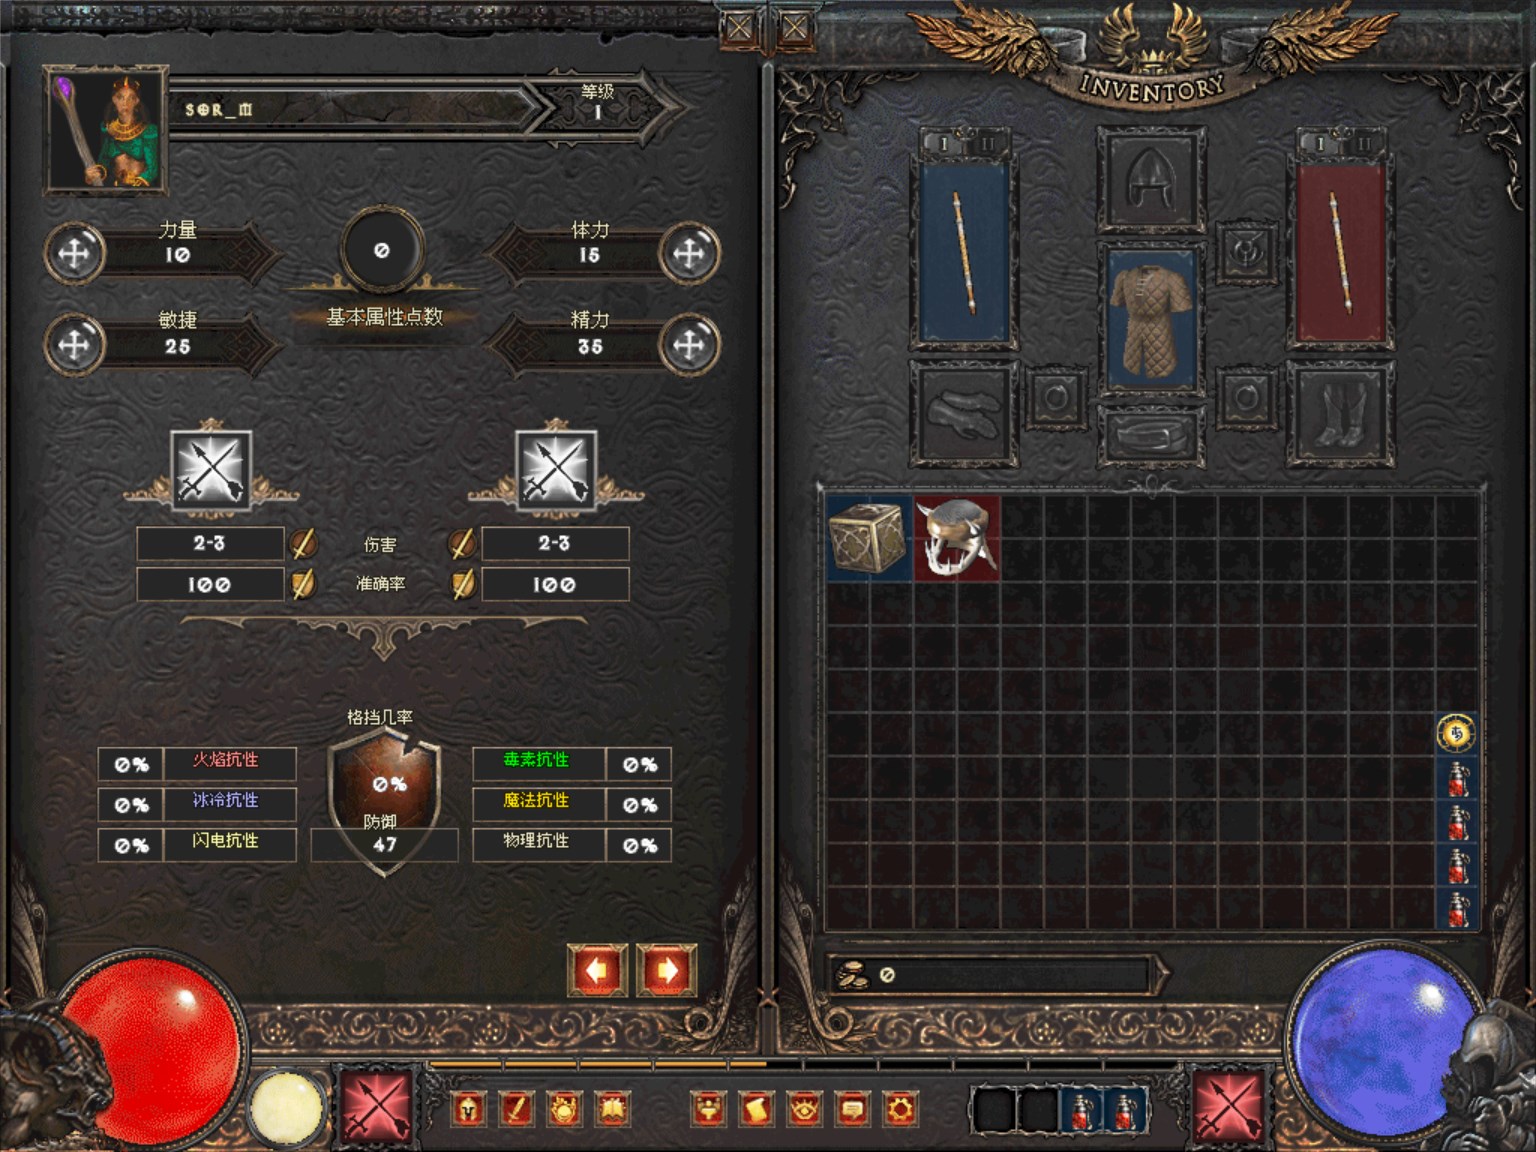 INVENTORY
SOR_M
等级
1
I II
I II
力量
10
0
体力
15
基本属性点数
敏捷
25
精力
35
2-3 伤害 2-3
100 准确率 100
格挡几率
0% 火焰抗性 0% 毒素抗性 0%
0% 冰冷抗性 魔法抗性 0%
防御
0% 闪电抗性 47 物理抗性 0%
0